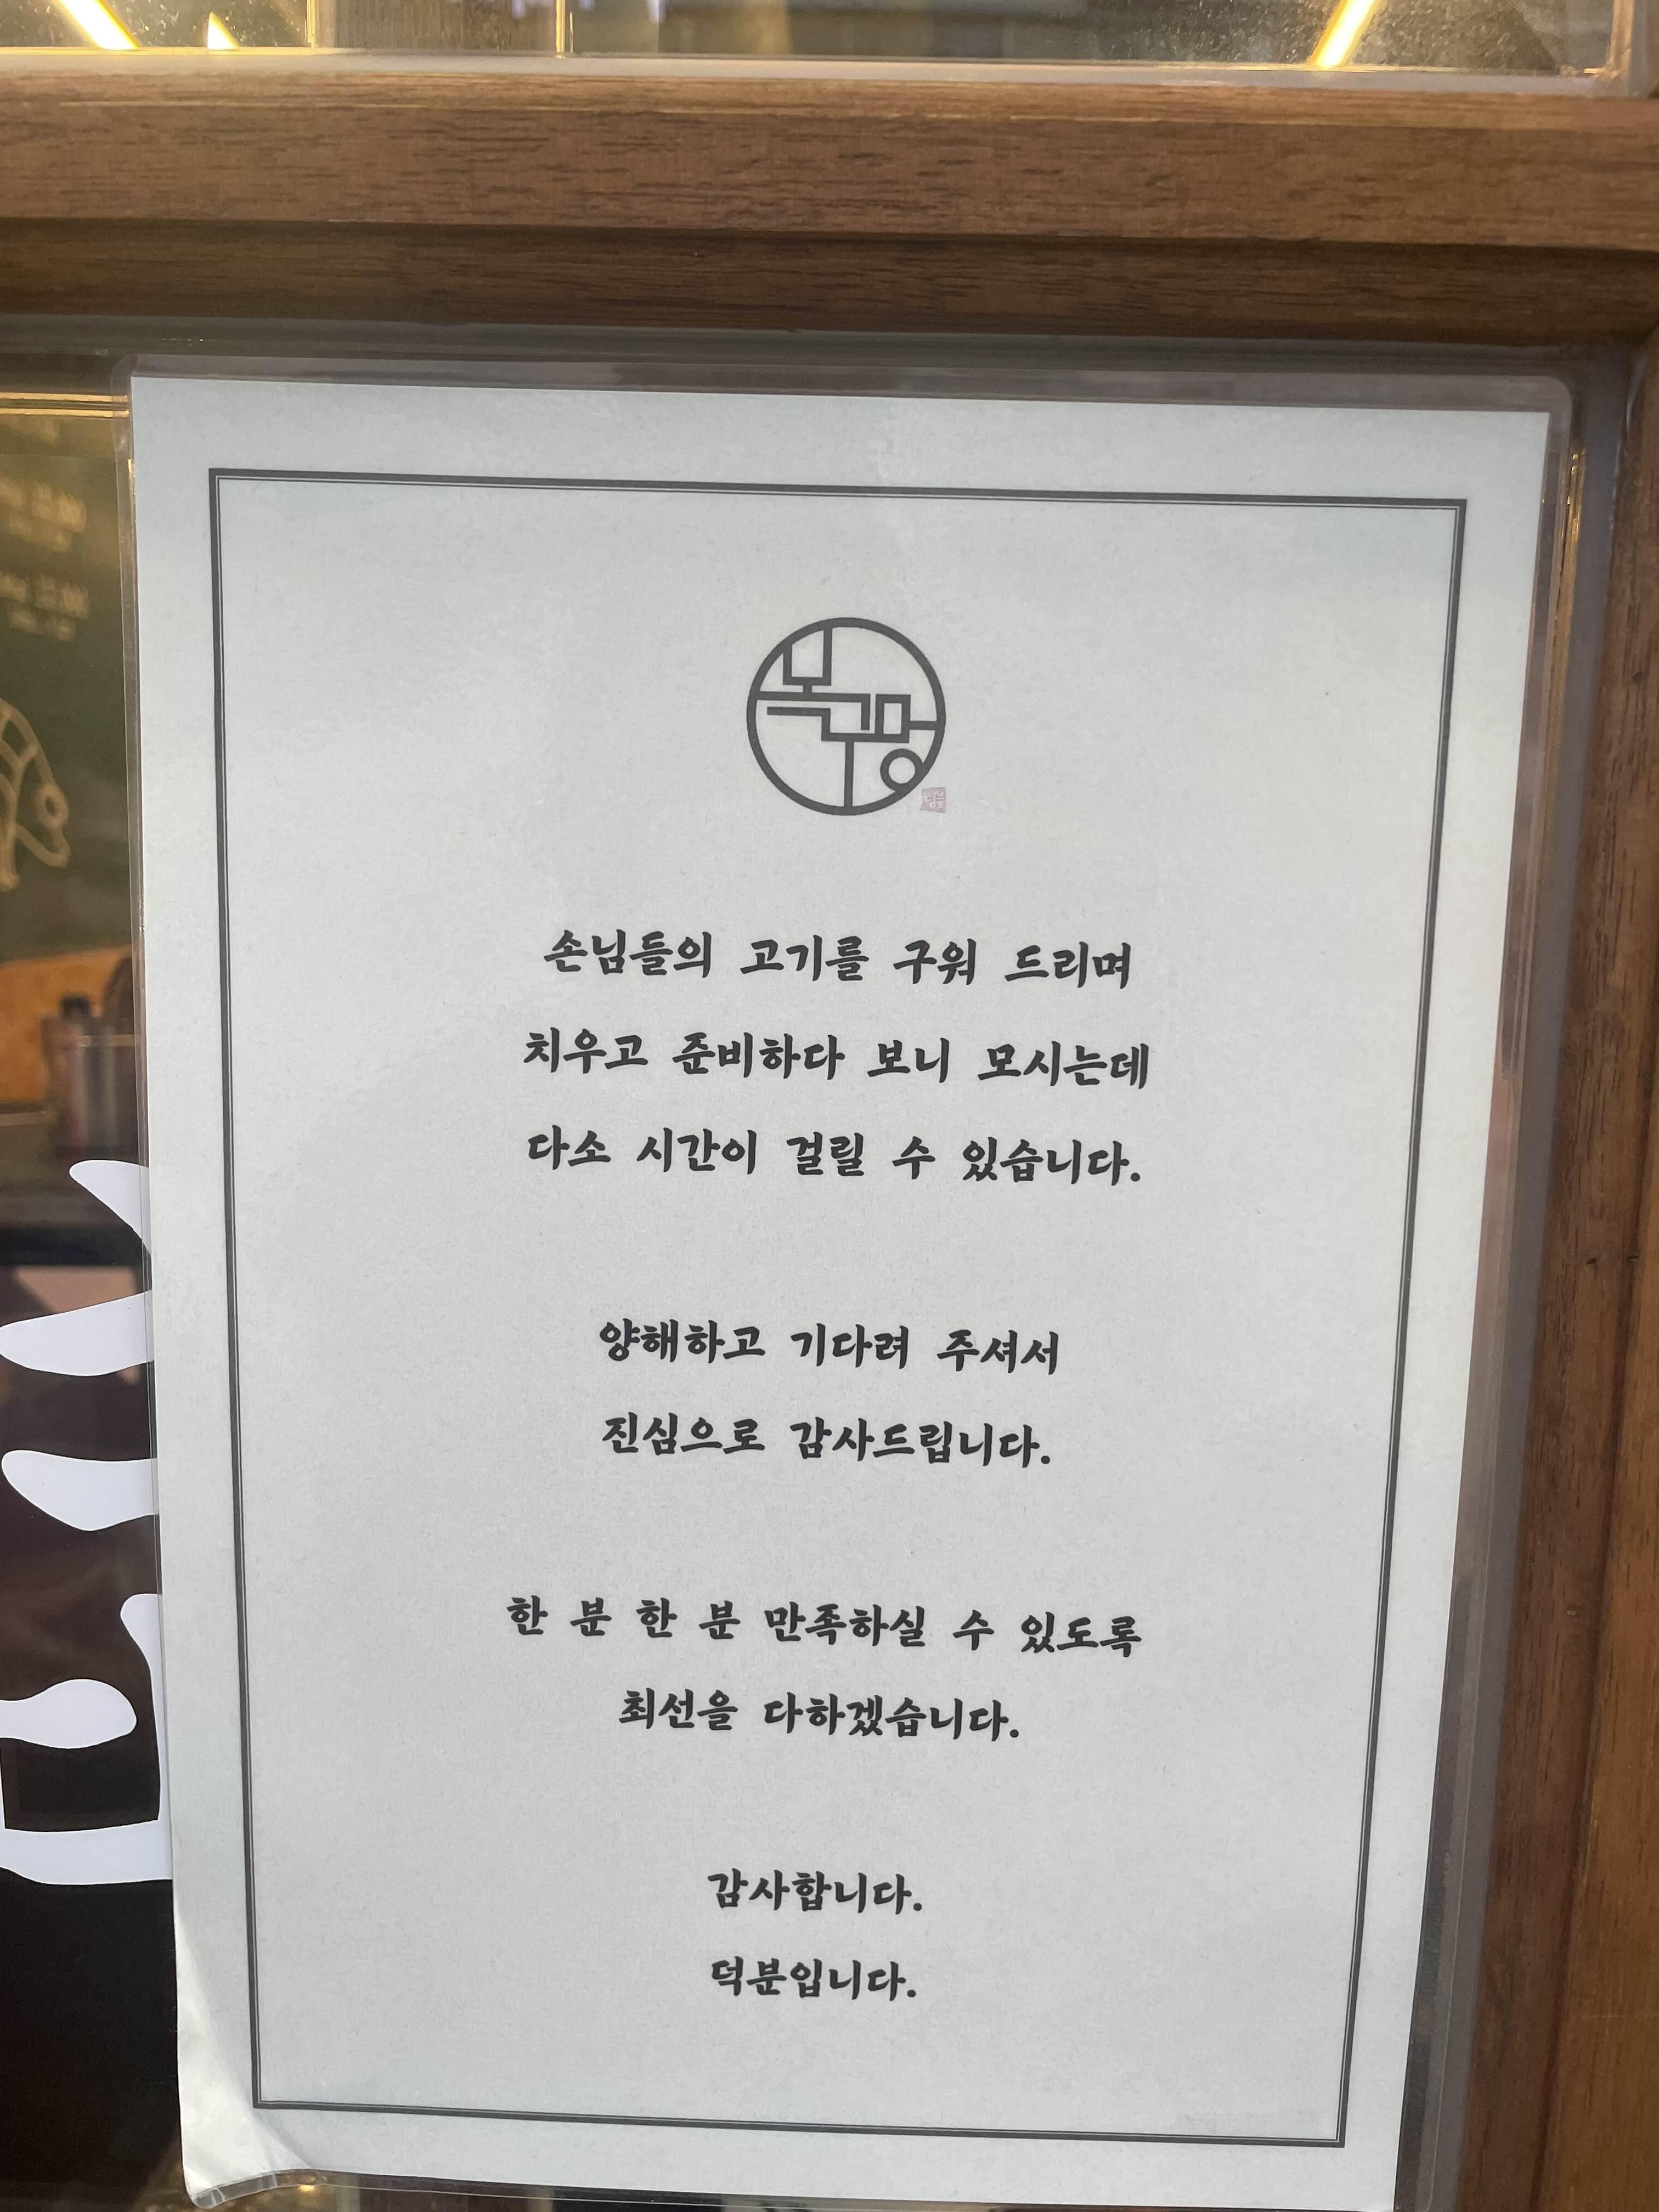 복구망
손님들의 고기를 구워 드리며
치우고 준비하다 보니 모시는데
다소 시간이 걸릴 수 있습니다.
양해하고 기다려 주셔서
진심으로 감사드립니다.
한 분 한 분 만족하실 수 있도록
최선을 다하겠습니다.
감사합니다.
덕분입니다.